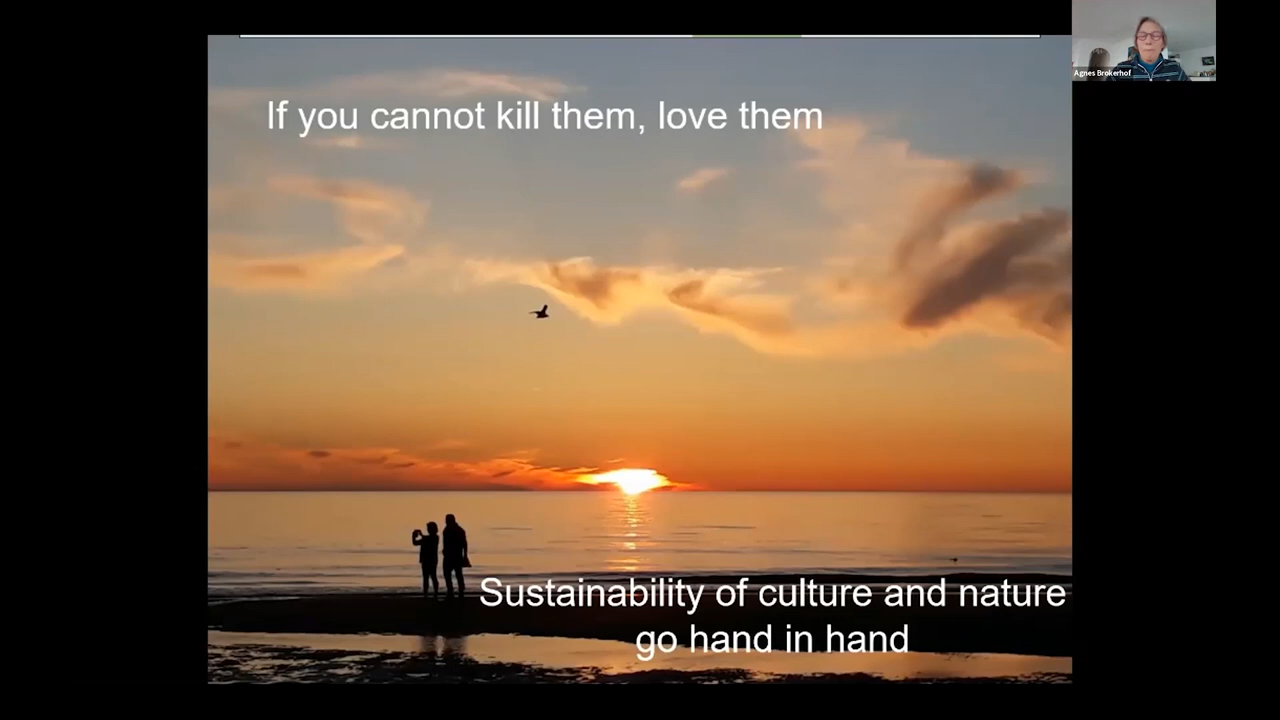 Agnes Brokerhof
If you cannot kill them, love them
Sustainability of culture and nature
go hand in hand